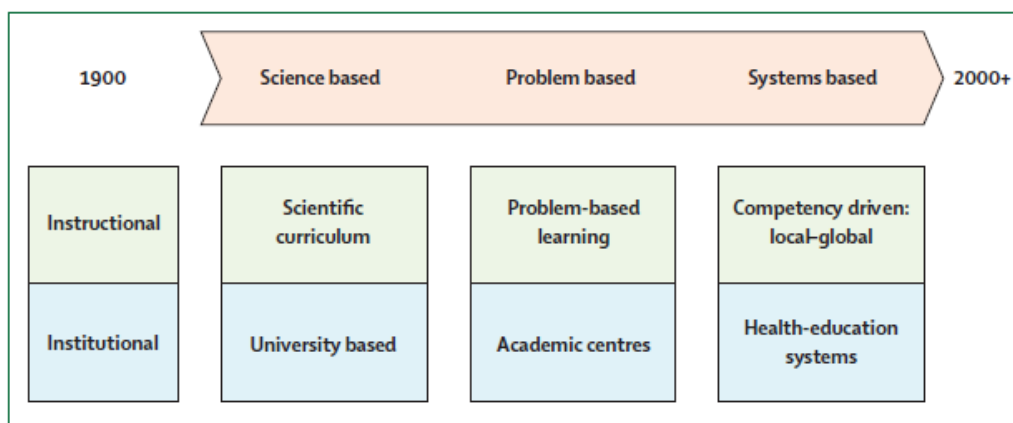 1900 Science based Problem based Systems based 2000+
Instructional
Scientific
curriculum
Problem-based
learning
Competency driven:
local–global
Institutional
University based
Academic centres
Health-education
systems